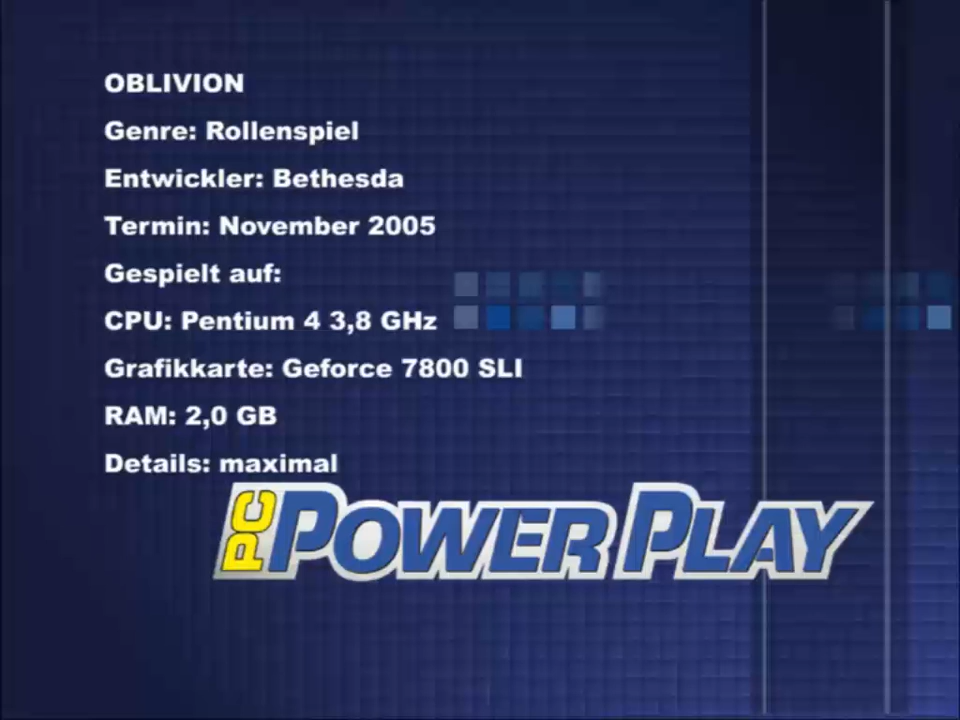 OBLIVION
Genre: Rollenspiel
Entwickler: Bethesda
Termin: November 2005
Gespielt auf:
CPU: Pentium 4 3,8 GHz
Grafikkarte: Geforce 7800 SLI
RAM: 2,0 GB
Details: maximal
PC POWER PLAY